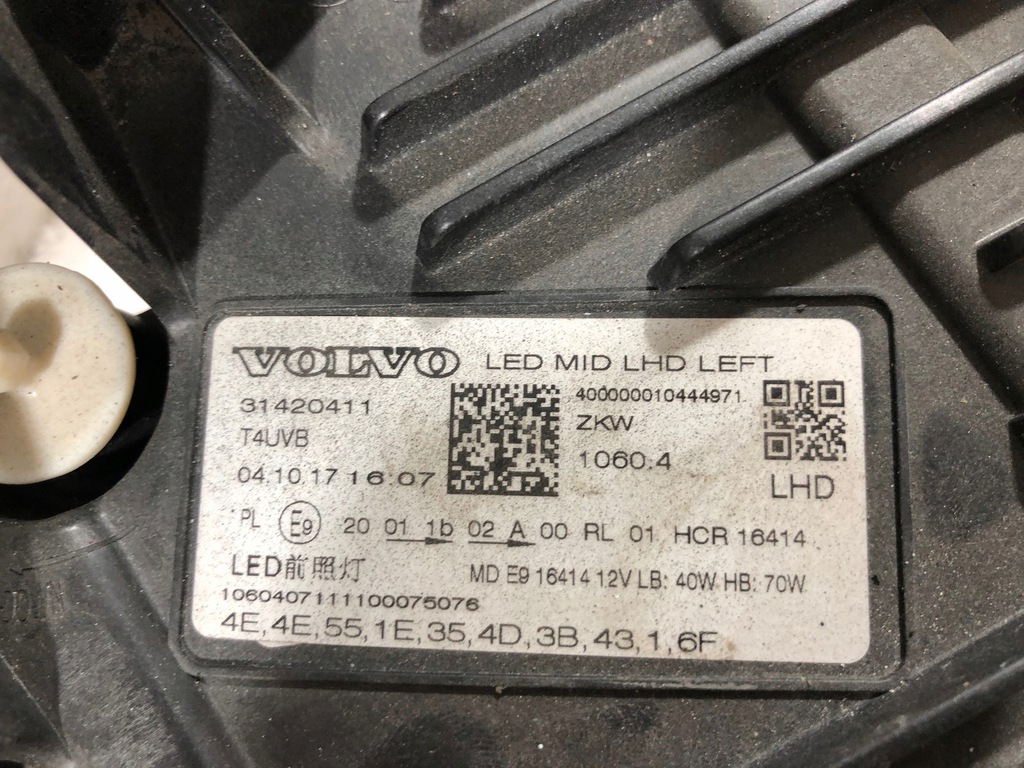 VOLVO LED MID LHD LEFT
31420411
400000010444971
T4UVB
ZKW
04.10.17 16:07
1060.4
LHD
PL E9 20 01 1b 02 A 00 RL 01 HCR 16414
LED前照灯
MD E9 16414 12V LB: 40W HB: 70W
1060407111100075076
4E,4E,55,1E,35,4D,3B,43,1,6F